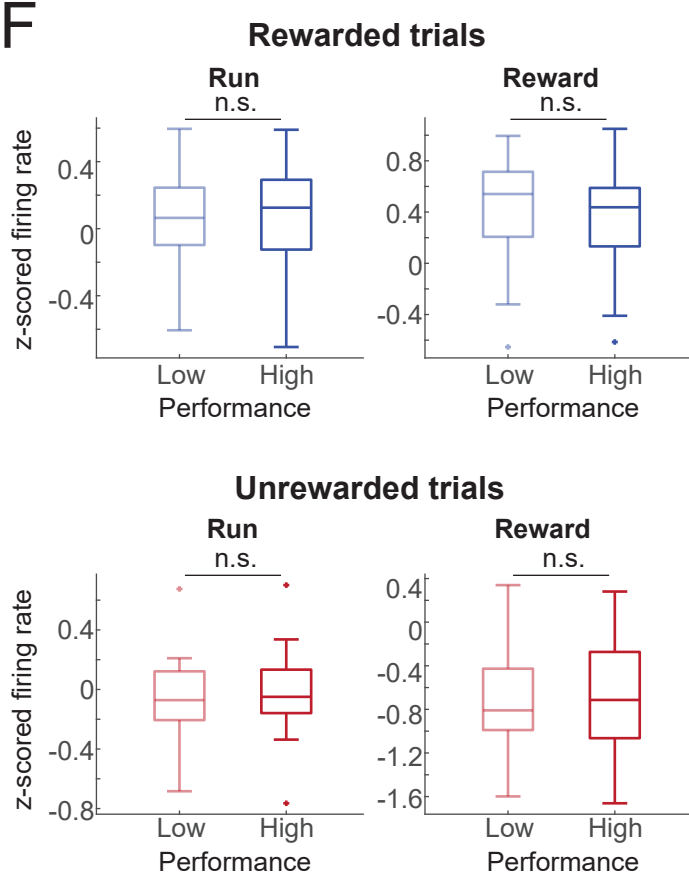 F
Rewarded trials
Run
Reward
n.s.
n.s.
z-scored firing rate
0.4
0
-0.4
0.8
0.4
0
-0.4
Low High
Low High
Performance
Performance
Unrewarded trials
Run
Reward
n.s.
n.s.
z-scored firing rate
0.4
0
-0.4
-0.8
0.4
0
-0.4
-0.8
-1.2
-1.6
Low High
Low High
Performance
Performance